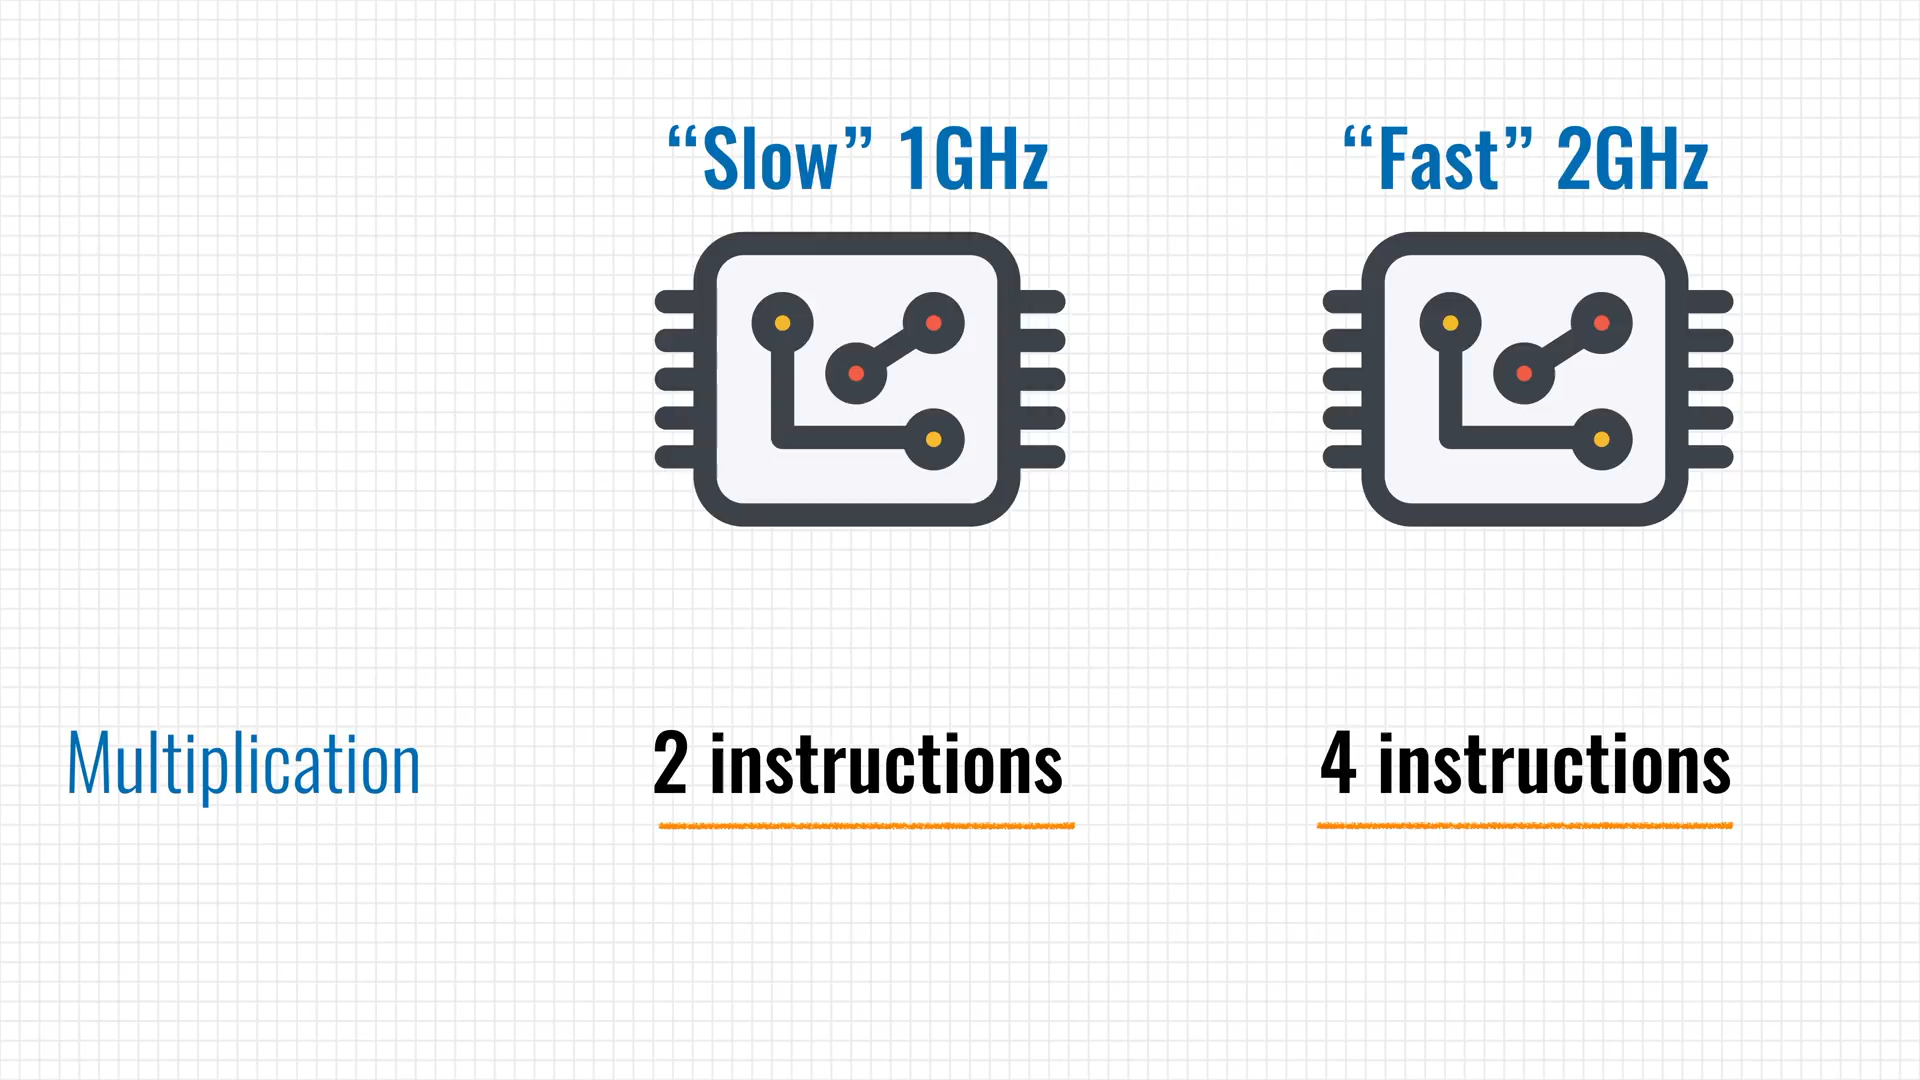 “Slow” 1GHz
“Fast” 2GHz
Multiplication
2 instructions
4 instructions